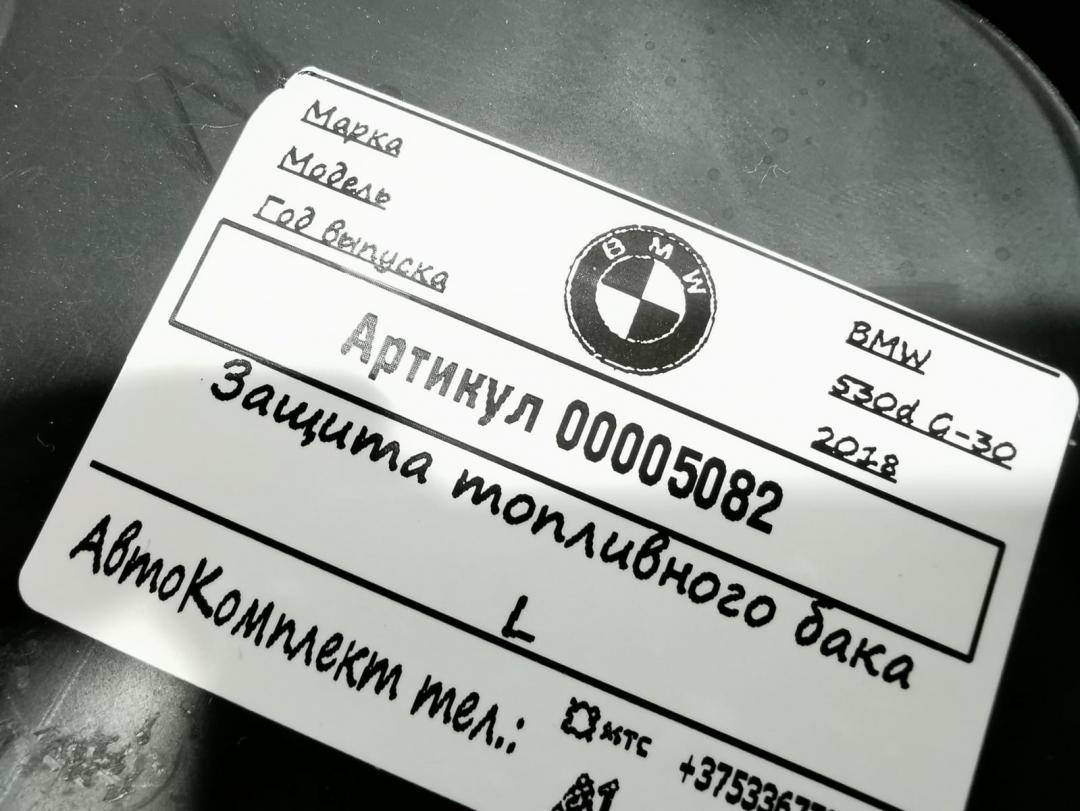 Марка BMW
Модель 530d G-30
Год выпуска 2018
BMW
Артикул 00005082
Защита топливного бака
L
АвтоКомплект тел.:
мтс